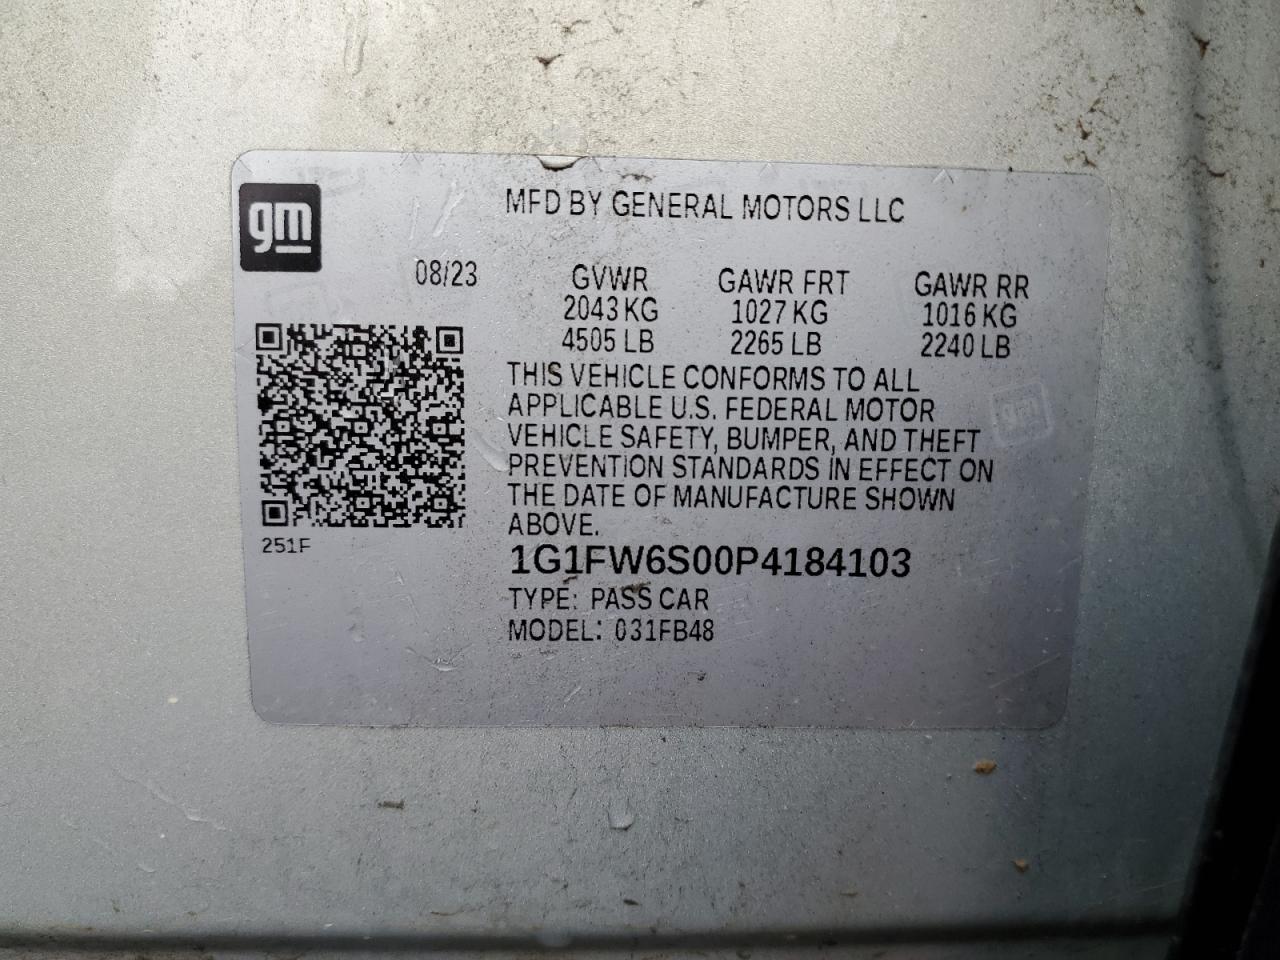 gm
MFD BY GENERAL MOTORS LLC
08/23 GVWR GAWR FRT GAWR RR
2043 KG 1027 KG 1016 KG
4505 LB 2265 LB 2240 LB
THIS VEHICLE CONFORMS TO ALL
APPLICABLE U.S. FEDERAL MOTOR
VEHICLE SAFETY, BUMPER, AND THEFT
PREVENTION STANDARDS IN EFFECT ON
THE DATE OF MANUFACTURE SHOWN
ABOVE.
251F
1G1FW6S00P4184103
TYPE: PASS CAR
MODEL: 031FB48
gm